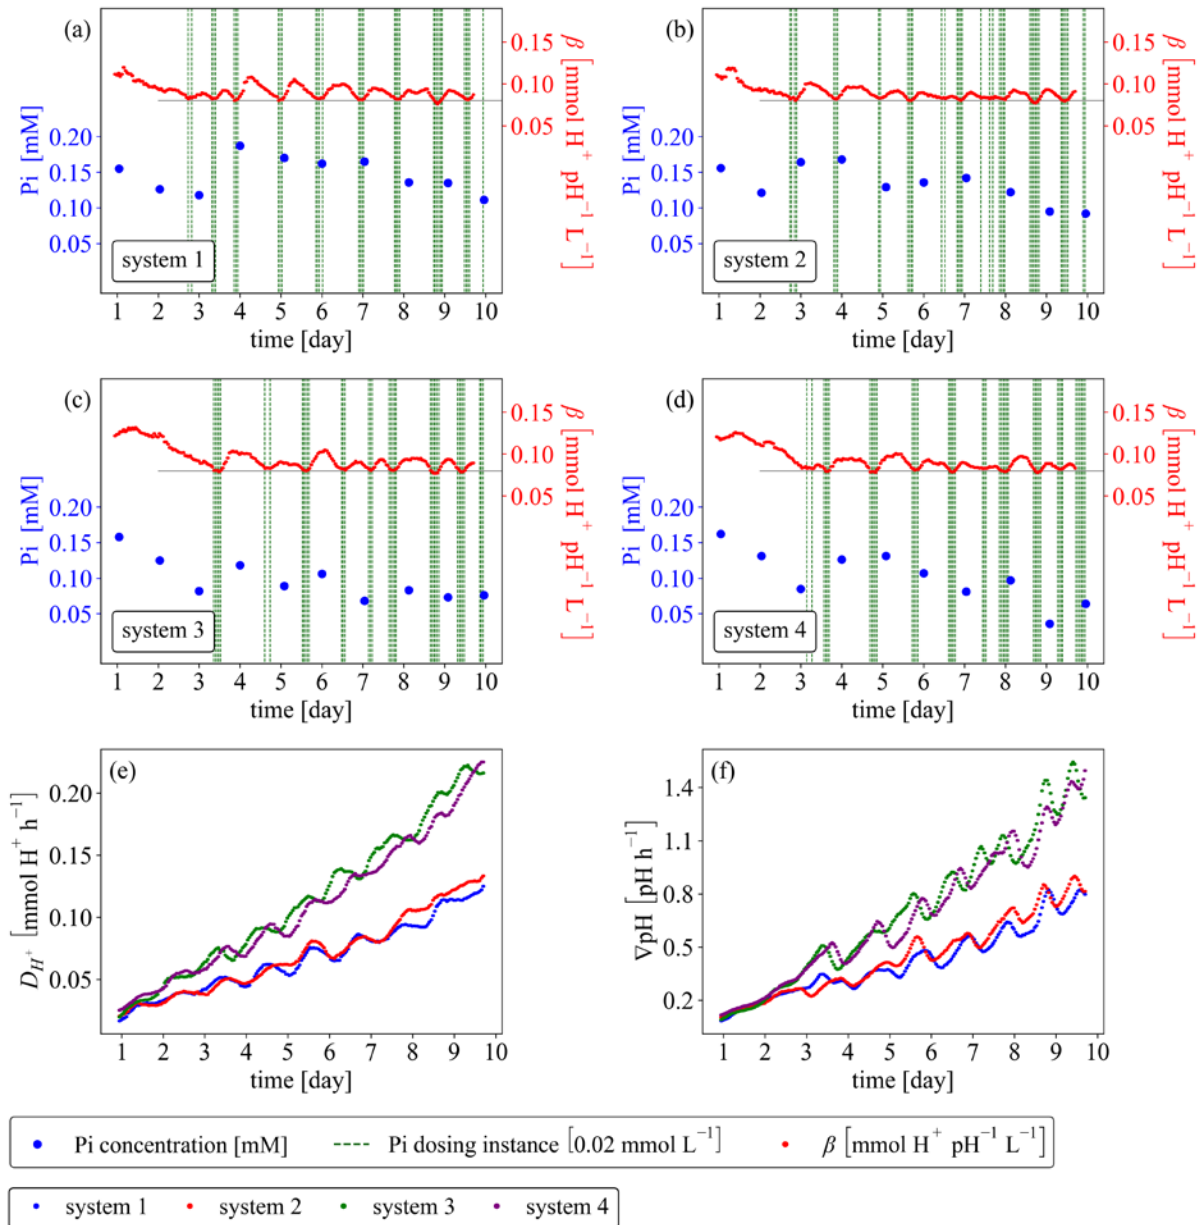 (a)
Pi [mM]
0.20
0.15
0.10
0.05
0.15
0.10
0.05
β [mmol H⁺ pH⁻¹ L⁻¹]
system 1
1 2 3 4 5 6 7 8 9 10
time [day]
(b)
Pi [mM]
0.20
0.15
0.10
0.05
0.15
0.10
0.05
β [mmol H⁺ pH⁻¹ L⁻¹]
system 2
1 2 3 4 5 6 7 8 9 10
time [day]
(c)
Pi [mM]
0.20
0.15
0.10
0.05
0.15
0.10
0.05
β [mmol H⁺ pH⁻¹ L⁻¹]
system 3
1 2 3 4 5 6 7 8 9 10
time [day]
(d)
Pi [mM]
0.20
0.15
0.10
0.05
0.15
0.10
0.05
β [mmol H⁺ pH⁻¹ L⁻¹]
system 4
1 2 3 4 5 6 7 8 9 10
time [day]
(e)
D_H⁺ [mmol H⁺ h⁻¹]
0.20
0.15
0.10
0.05
1 2 3 4 5 6 7 8 9 10
time [day]
(f)
∇pH [pH h⁻¹]
1.4
1.1
0.8
0.5
0.2
1 2 3 4 5 6 7 8 9 10
time [day]
Pi concentration [mM] Pi dosing instance [0.02 mmol L⁻¹] β [mmol H⁺ pH⁻¹ L⁻¹]
system 1 system 2 system 3 system 4